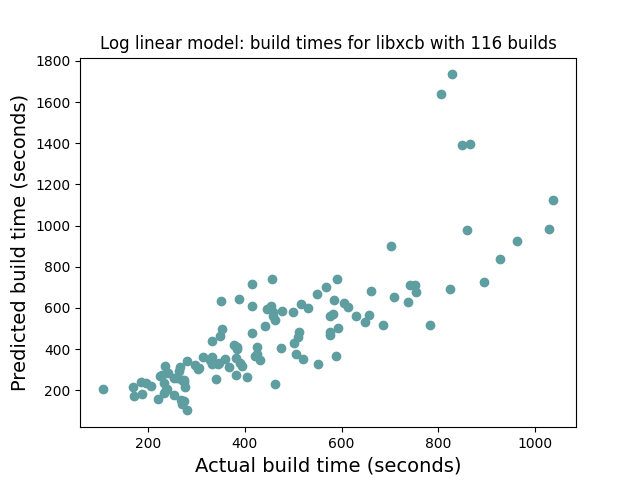 Log linear model: build times for libxcb with 116 builds
Predicted build time (seconds)
1800
1600
1400
1200
1000
800
600
400
200
200 400 600 800 1000
Actual build time (seconds)